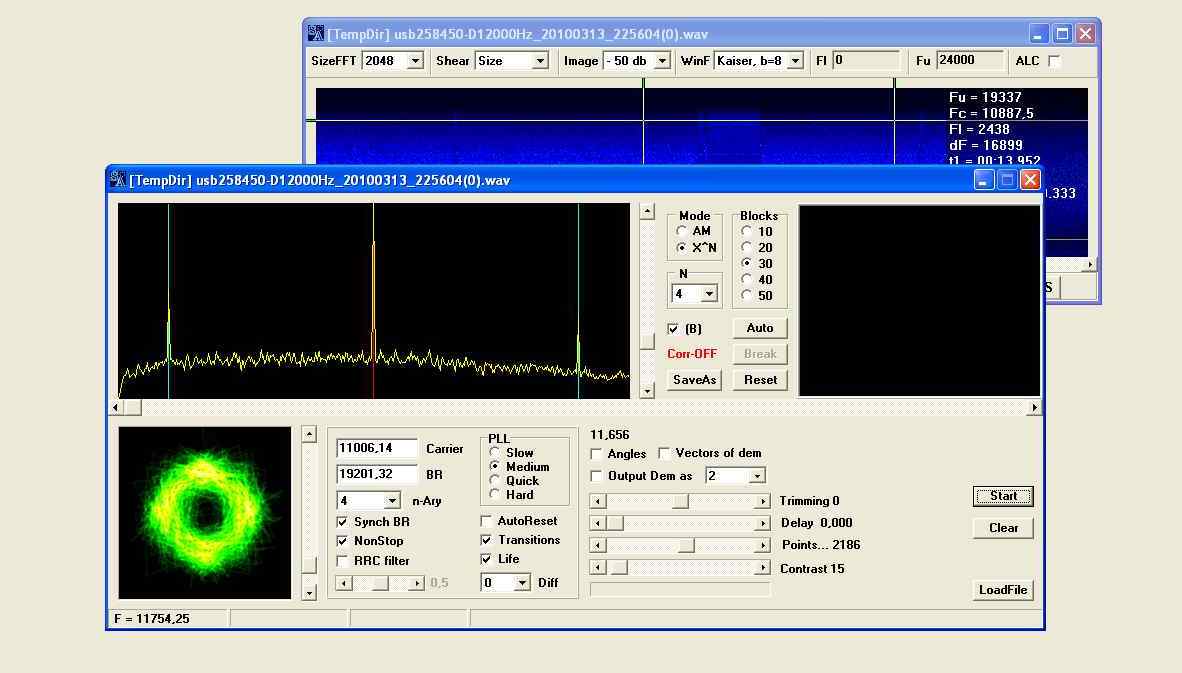 [TempDir] usb258450-D12000Hz_20100313_225604(0).wav
SizeFFT 2048 Shear Size Image - 50 db WinF Kaiser, b=8 Fl 0 Fu 24000 ALC
Fu = 19337
Fc = 10887,5
Fl = 2438
dF = 16899
t1 = 00:13,952
.333
S
[TempDir] usb258450-D12000Hz_20100313_225604(0).wav
Mode
AM
X^N
N
4
(B)
Corr-OFF
SaveAs
Blocks
10
20
30
40
50
Auto
Break
Reset
11006,14 Carrier
19201,32 BR
4 n-Ary
Synch BR
NonStop
RRC filter
0,5
PLL
Slow
Medium
Quick
Hard
AutoReset
Transitions
Life
0 Diff
11,656
Angles Vectors of dem
Output Dem as 2
Trimming 0
Delay 0,000
Points... 2186
Contrast 15
Start
Clear
LoadFile
F = 11754,25